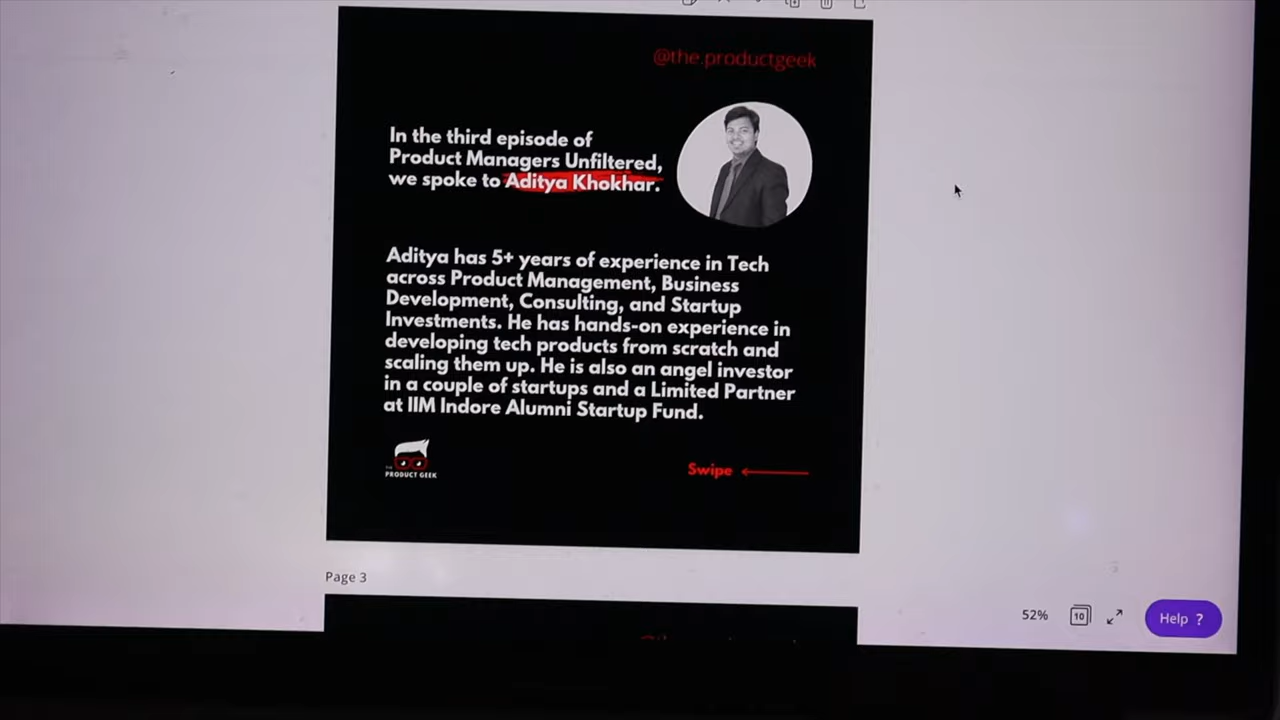 @the.productgeek
In the third episode of
Product Managers Unfiltered,
we spoke to Aditya Khokhar.
Aditya has 5+ years of experience in Tech
across Product Management, Business
Development, Consulting, and Startup
Investments. He has hands-on experience in
developing tech products from scratch and
scaling them up. He is also an angel investor
in a couple of startups and a Limited Partner
at IIM Indore Alumni Startup Fund.
THE
PRODUCT GEEK
Swipe
Page 3
52%
10
Help ?